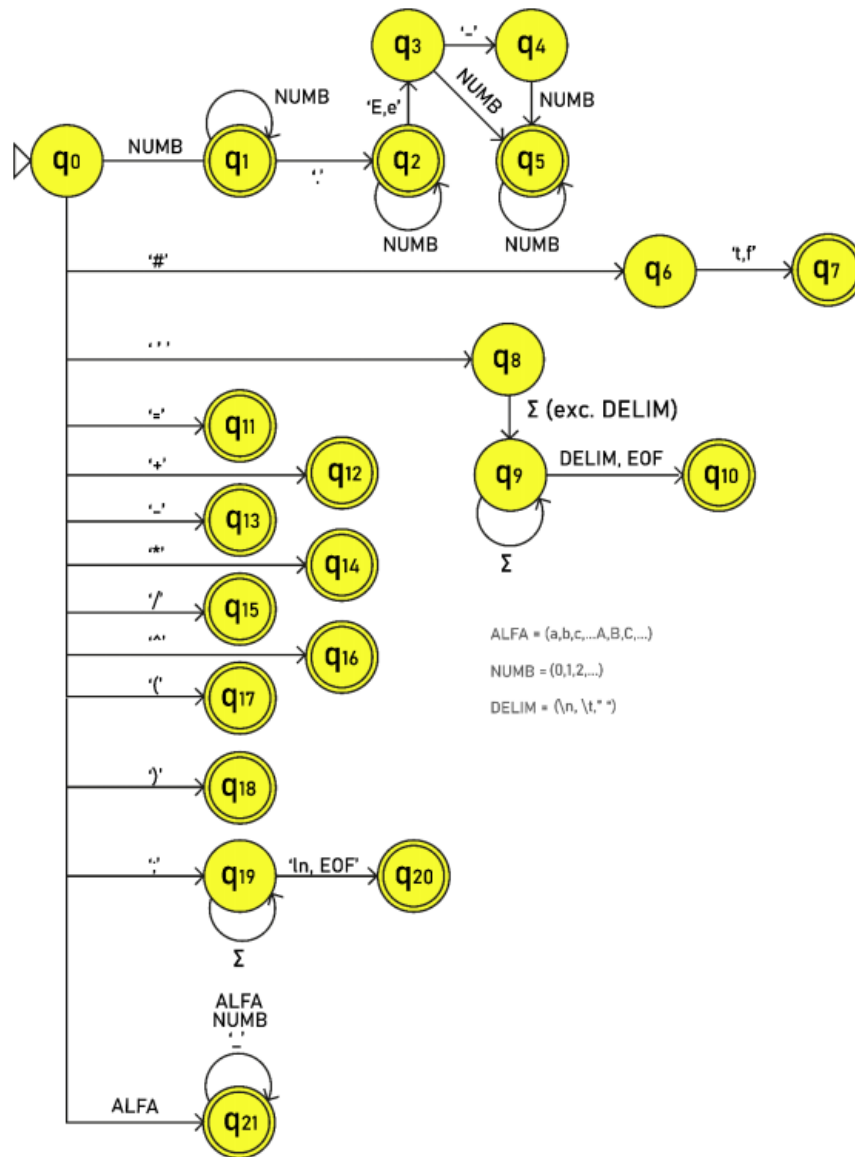 q3 '-' q4
NUMB 'E,e' NUMB NUMB
q0 NUMB q1 '.' q2 q5
NUMB NUMB
'#' q6 't,f' q7
' ' ' q8
Σ (exc. DELIM)
'=' q11
'+' q12 q9 DELIM, EOF q10
'-' q13
Σ
'*' q14
'/' q15
ALFA = (a,b,c,...A,B,C,...)
'^' q16
NUMB = (0,1,2,...)
'(' q17
DELIM = (\n, \t," ")
')' q18
';' q19 'ln, EOF' q20
Σ
ALFA
NUMB
'_'
ALFA q21